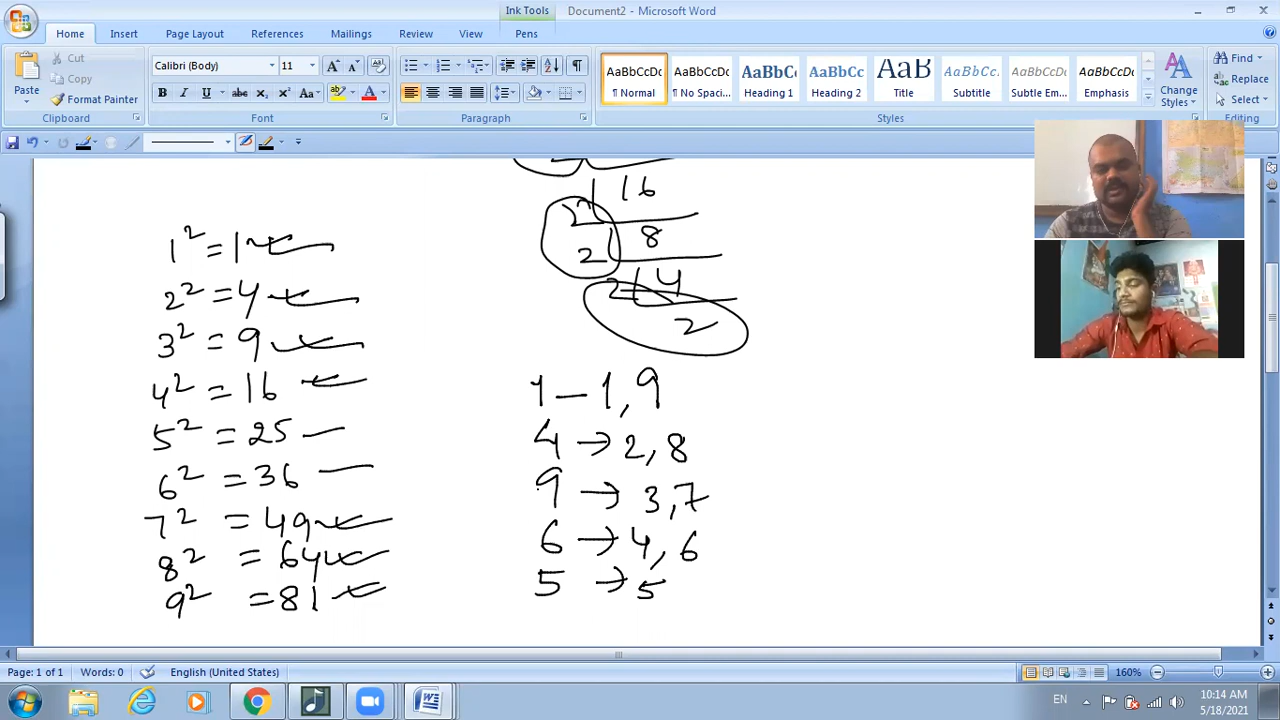 Ink Tools
Document2 - Microsoft Word
Home Insert Page Layout References Mailings Review View Pens
Paste
Cut
Copy
Format Painter
Clipboard
Calibri (Body) 11
B I U abc X₂ X² Aa
Font
Paragraph
AaBbCcDc AaBbCcDc AaBbCc AaBbCc AaB AaBbCc. AaBbCcDc AaBbCcDc
¶ Normal ¶ No Spaci... Heading 1 Heading 2 Title Subtitle Subtle Em... Emphasis
Change Styles
Styles
Find
Replace
Select
Editing
1² = 1
2² = 4
3² = 9
4² = 16
5² = 25
6² = 36
7² = 49
8² = 64
9² = 81
2 16
2 8
2 4
2
1 — 1, 9
4 → 2, 8
9 → 3, 7
6 → 4, 6
5 → 5
Page: 1 of 1 Words: 0 English (United States) 160%
EN 10:14 AM
5/18/2021